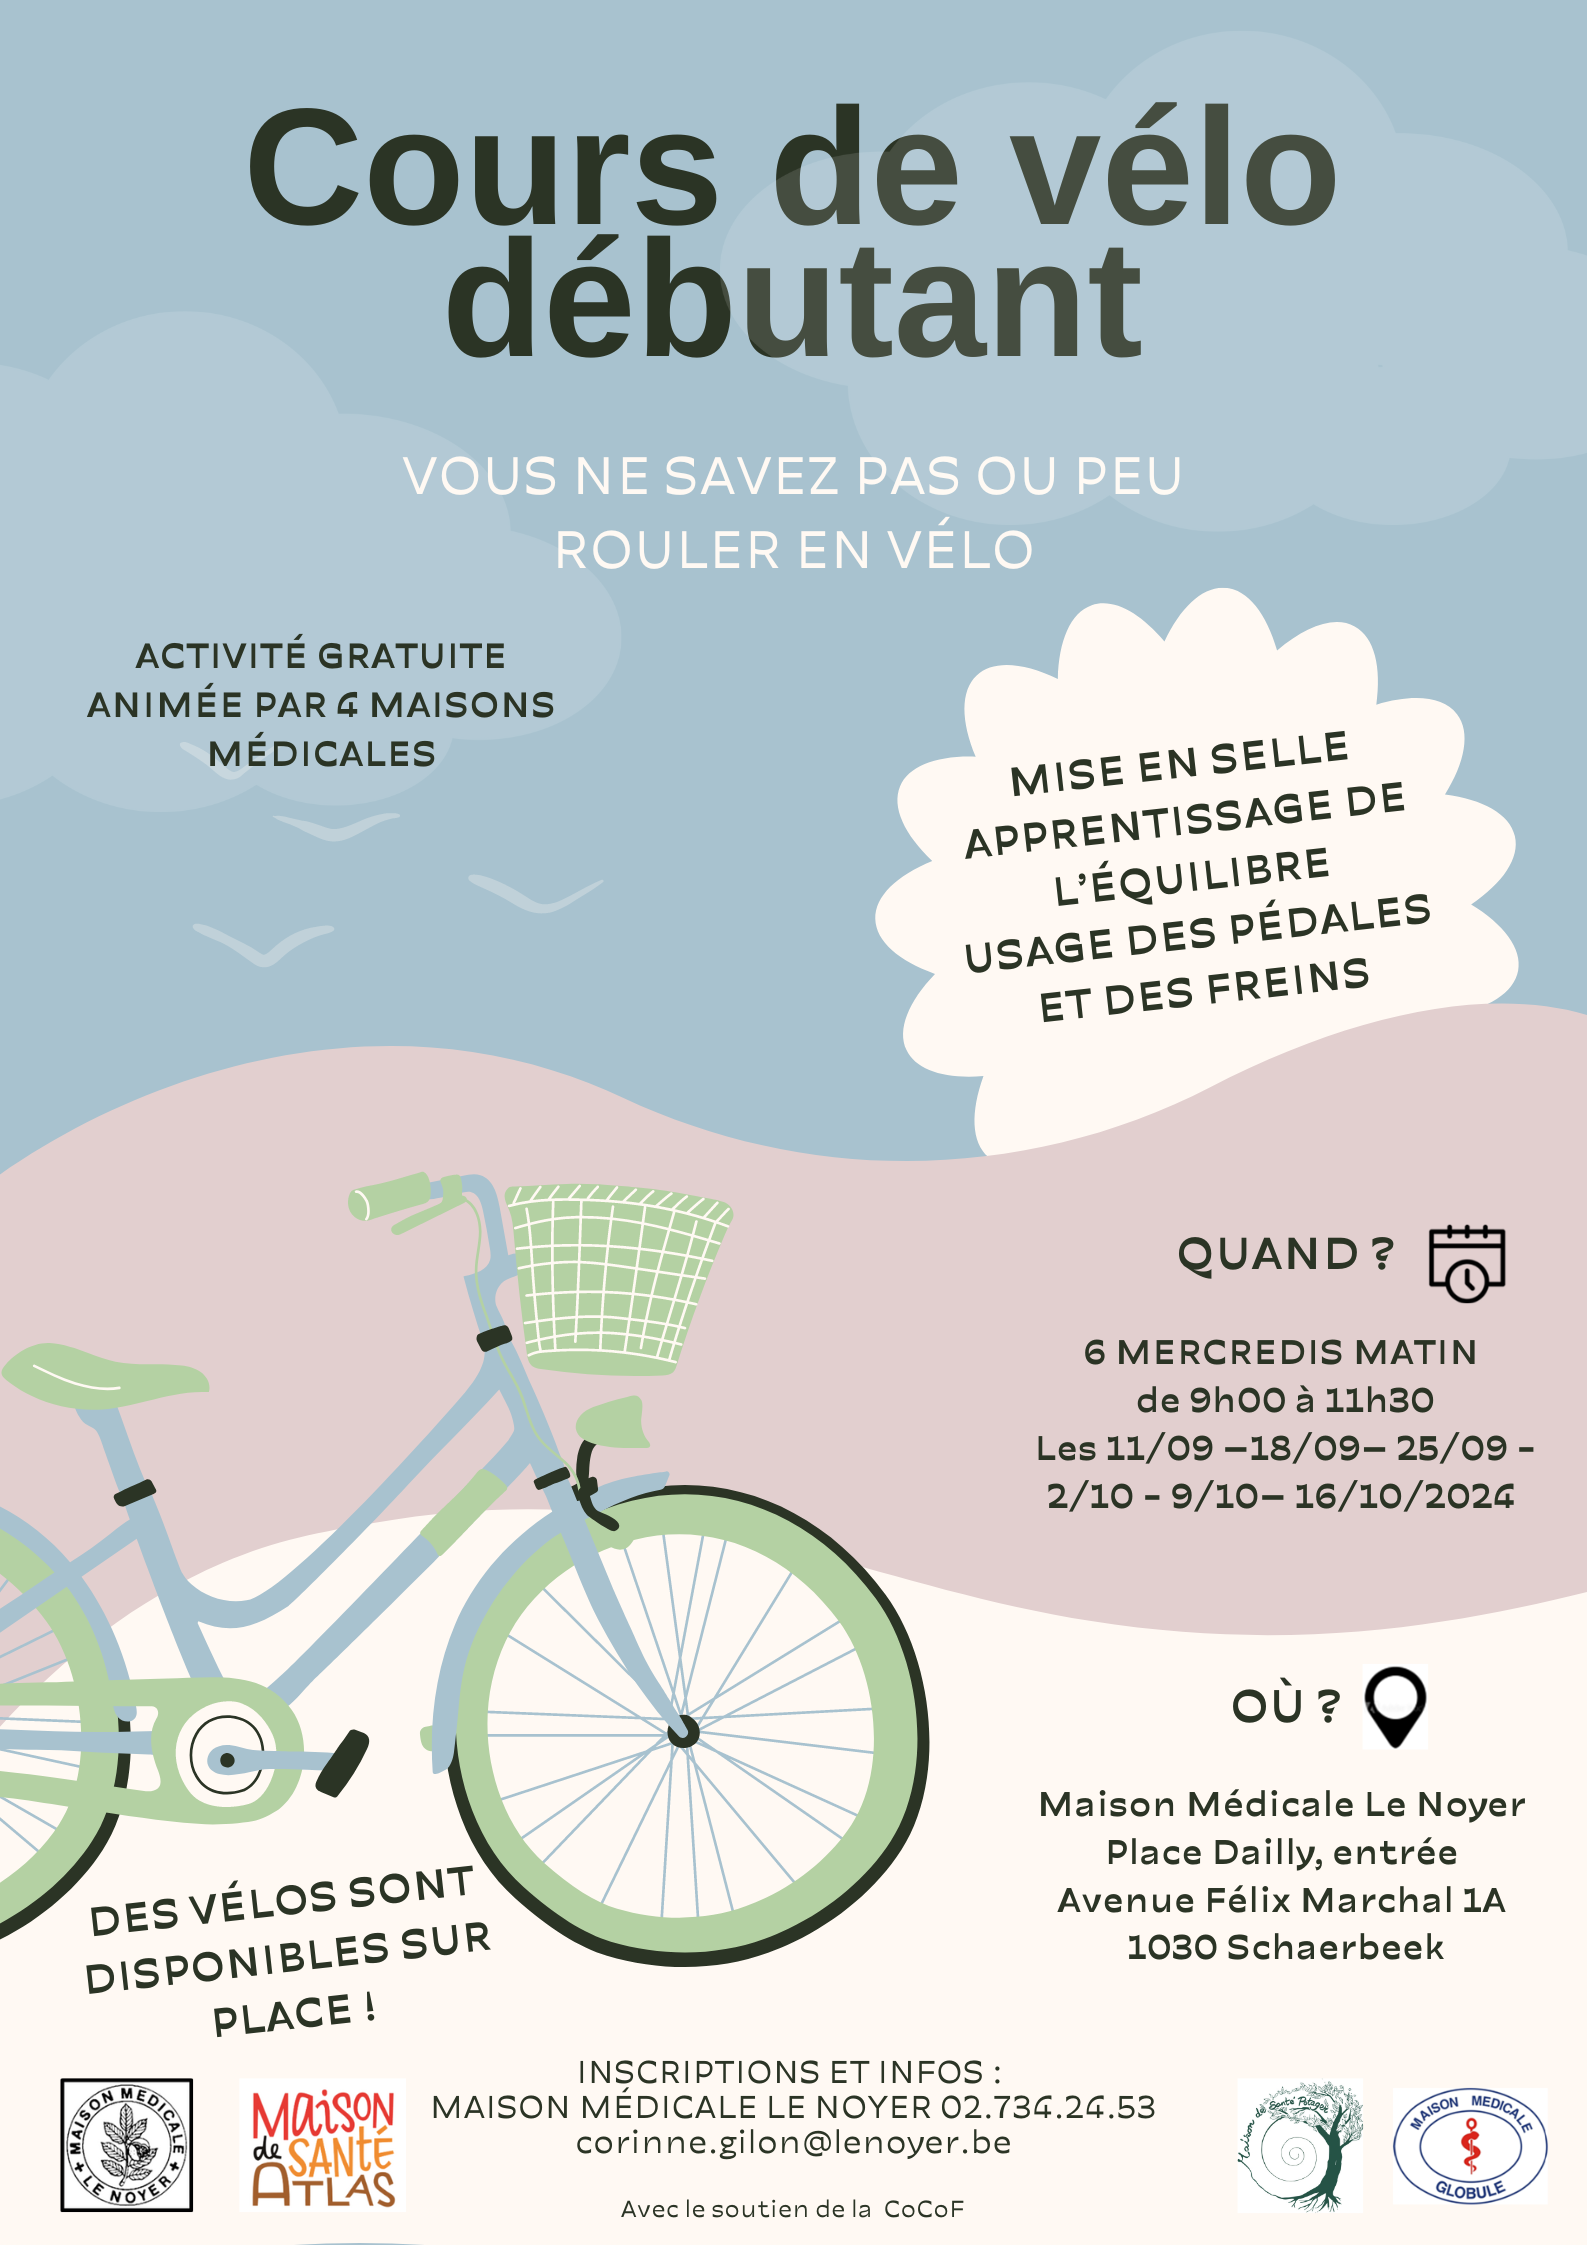 Cours de vélo
débutant
VOUS NE SAVEZ PAS OU PEU
ROULER EN VÉLO
ACTIVITÉ GRATUITE
ANIMÉE PAR 4 MAISONS
MÉDICALES
MISE EN SELLE
APPRENTISSAGE DE
L’ÉQUILIBRE
USAGE DES PÉDALES
ET DES FREINS
QUAND ?
6 MERCREDIS MATIN
de 9h00 à 11h30
Les 11/09 –18/09– 25/09 -
2/10 - 9/10– 16/10/2024
OÙ ?
Maison Médicale Le Noyer
Place Dailly, entrée
Avenue Félix Marchal 1A
1030 Schaerbeek
DES VÉLOS SONT
DISPONIBLES SUR
PLACE !
INSCRIPTIONS ET INFOS :
MAISON MÉDICALE LE NOYER 02.734.24.53
corinne.gilon@lenoyer.be
Avec le soutien de la CoCoF
MAISON MEDICALE
LE NOYER
Maison
de SANTÉ
ATLAS
Maison de Santé Potager
MAISON MEDICALE
GLOBULE